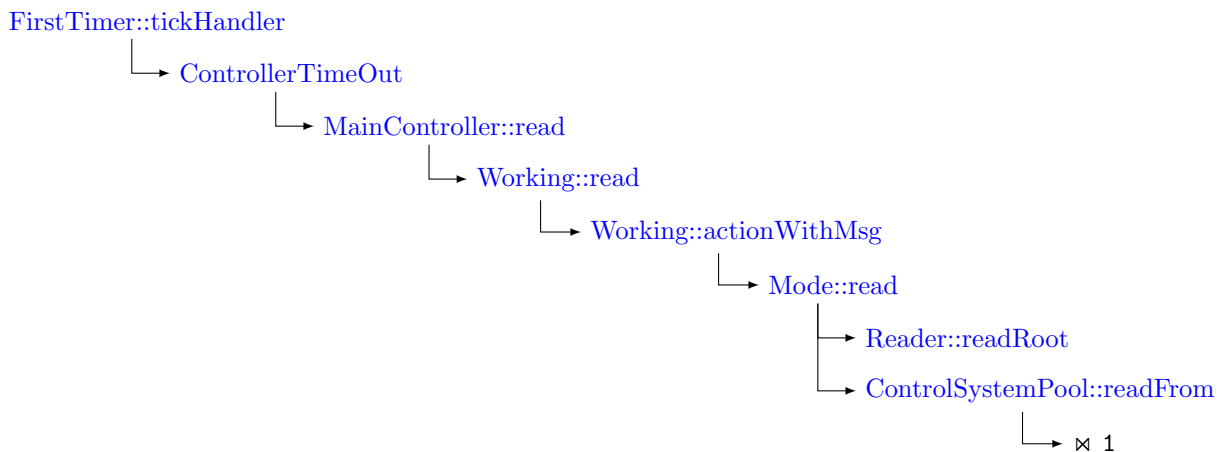 FirstTimer::tickHandler
ControllerTimeOut
MainController::read
Working::read
Working::actionWithMsg
Mode::read
Reader::readRoot
ControlSystemPool::readFrom
⋈ 1